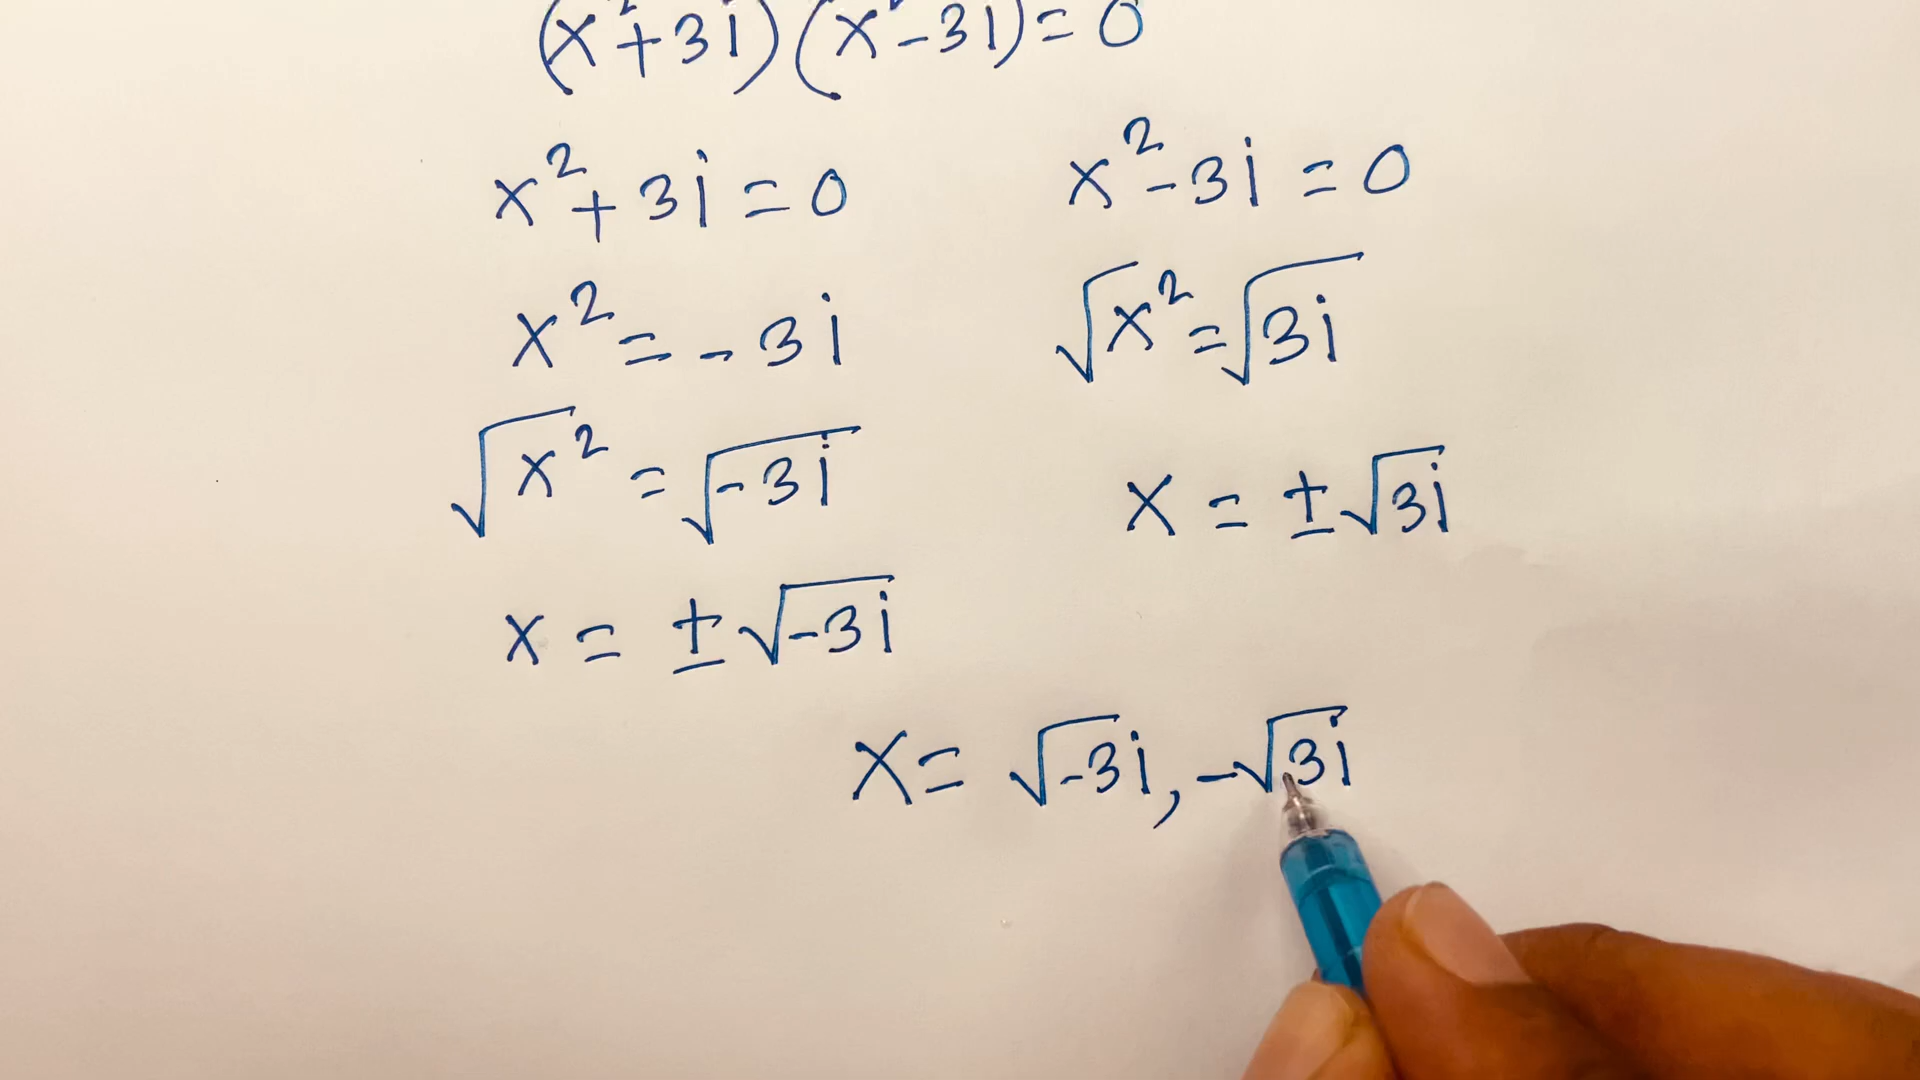 (x²+3i)(x²-3i)=0
x²+3i=0
x²=-3i
√x²=√-3i
x=±√-3i
x²-3i=0
√x²=√3i
x=±√3i
x=√-3i,-√3i